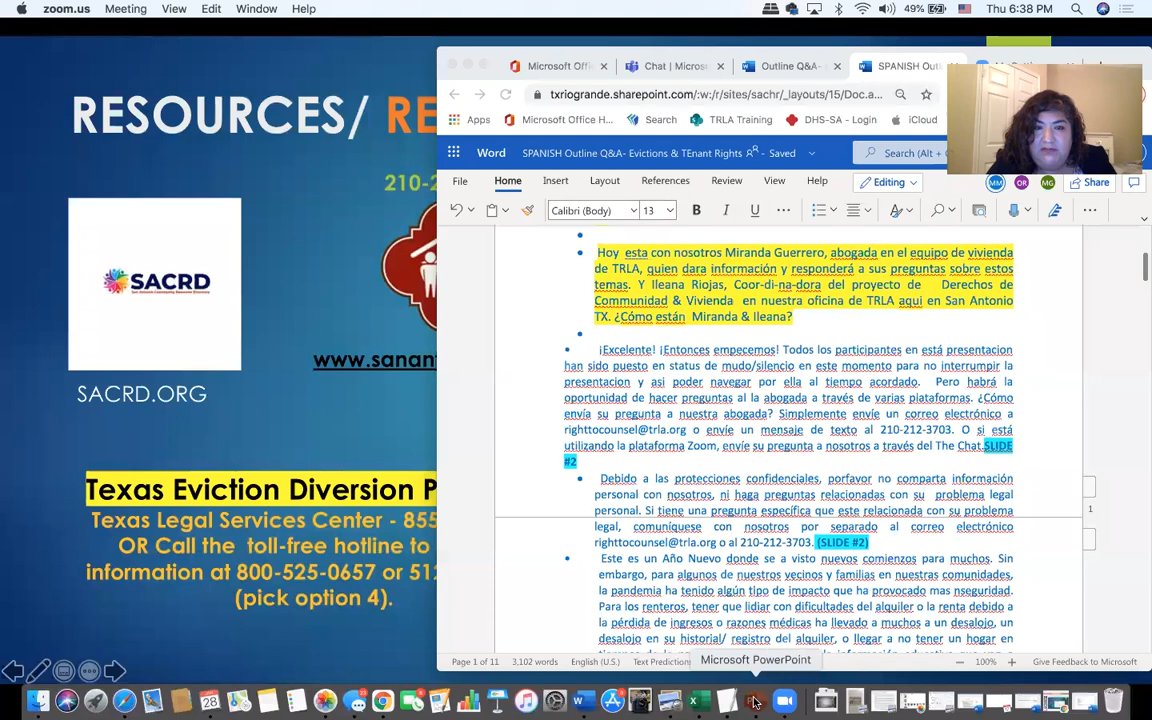 zoom.us Meeting View Edit Window Help 49% Thu 6:38 PM
RESOURCES/ RE
210-2
SACRD
SACRD.ORG
www.sanant
Texas Eviction Diversion P
Texas Legal Services Center - 855
OR Call the toll-free hotline to
information at 800-525-0657 or 512
(pick option 4).
Microsoft Offi Chat | Micros Outline Q&A- SPANISH Outl
txriogrande.sharepoint.com/:w:/r/sites/sachr/_layouts/15/Doc.a...
Apps Microsoft Office H... Search TRLA Training DHS-SA - Login iCloud
Word SPANISH Outline Q&A- Evictions & TEnant Rights - Saved Search (Alt +
File Home Insert Layout References Review View Help Editing MM OR MG Share
Calibri (Body) 13 B I U
Hoy esta con nosotros Miranda Guerrero, abogada en el equipo de vivienda
de TRLA, quien dara información y responderá a sus preguntas sobre estos
temas. Y Ileana Riojas, Coor-di-na-dora del proyecto de Derechos de
Communidad & Vivienda en nuestra oficina de TRLA aqui en San Antonio
TX. ¿Cómo están Miranda & Ileana?
¡Excelente! ¡Entonces empecemos! Todos los participantes en está presentacion
han sido puesto en status de mudo/silencio en este momento para no interrumpir la
presentacion y asi poder navegar por ella al tiempo acordado. Pero habrá la
oportunidad de hacer preguntas al la abogada a través de varias plataformas. ¿Cómo
envía su pregunta a nuestra abogada? Simplemente envíe un correo electrónico a
righttocounsel@trla.org o envíe un mensaje de texto al 210-212-3703. O si está
utilizando la plataforma Zoom, envíe su pregunta a nosotros a través del The Chat.SLIDE
#2
Debido a las protecciones confidenciales, porfavor no comparta información
personal con nosotros, ni haga preguntas relacionadas con su problema legal
personal. Si tiene una pregunta específica que este relacionada con su problema
legal, comuníquese con nosotros por separado al correo electrónico
righttocounsel@trla.org o al 210-212-3703. (SLIDE #2)
Este es un Año Nuevo donde se a visto nuevos comienzos para muchos. Sin
embargo, para algunos de nuestros vecinos y familias en nuestras comunidades,
la pandemia ha tenido algún tipo de impacto que ha provocado mas nseguridad.
Para los renteros, tener que lidiar con dificultades del alquiler o la renta debido a
la pérdida de ingresos o razones médicas ha llevado a muchos a un desalojo, un
desalojo en su historial/ registro del alquiler, o llegar a no tener un hogar en
1
Page 1 of 11 3,102 words English (U.S.) Text Predictions 100% Give Feedback to Microsoft
Microsoft PowerPoint
28